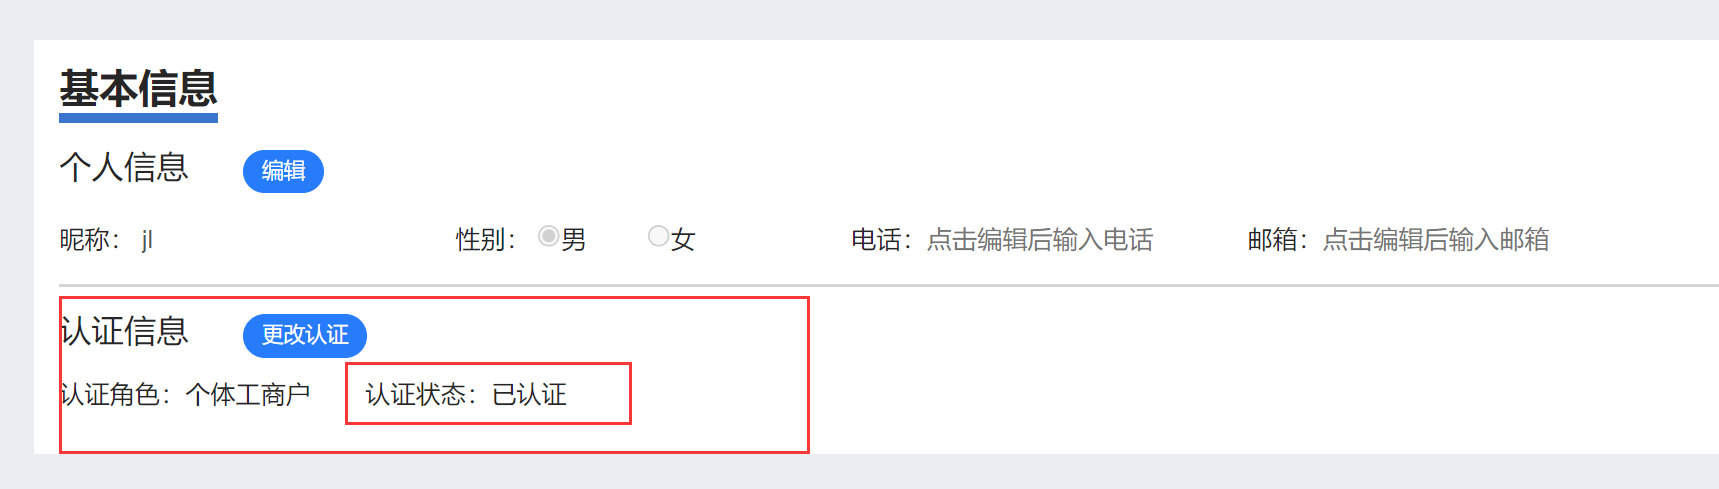 基本信息
个人信息 编辑
昵称： jl 性别： 男 女 电话：点击编辑后输入电话 邮箱：点击编辑后输入邮箱
认证信息 更改认证
认证角色：个体工商户 认证状态：已认证